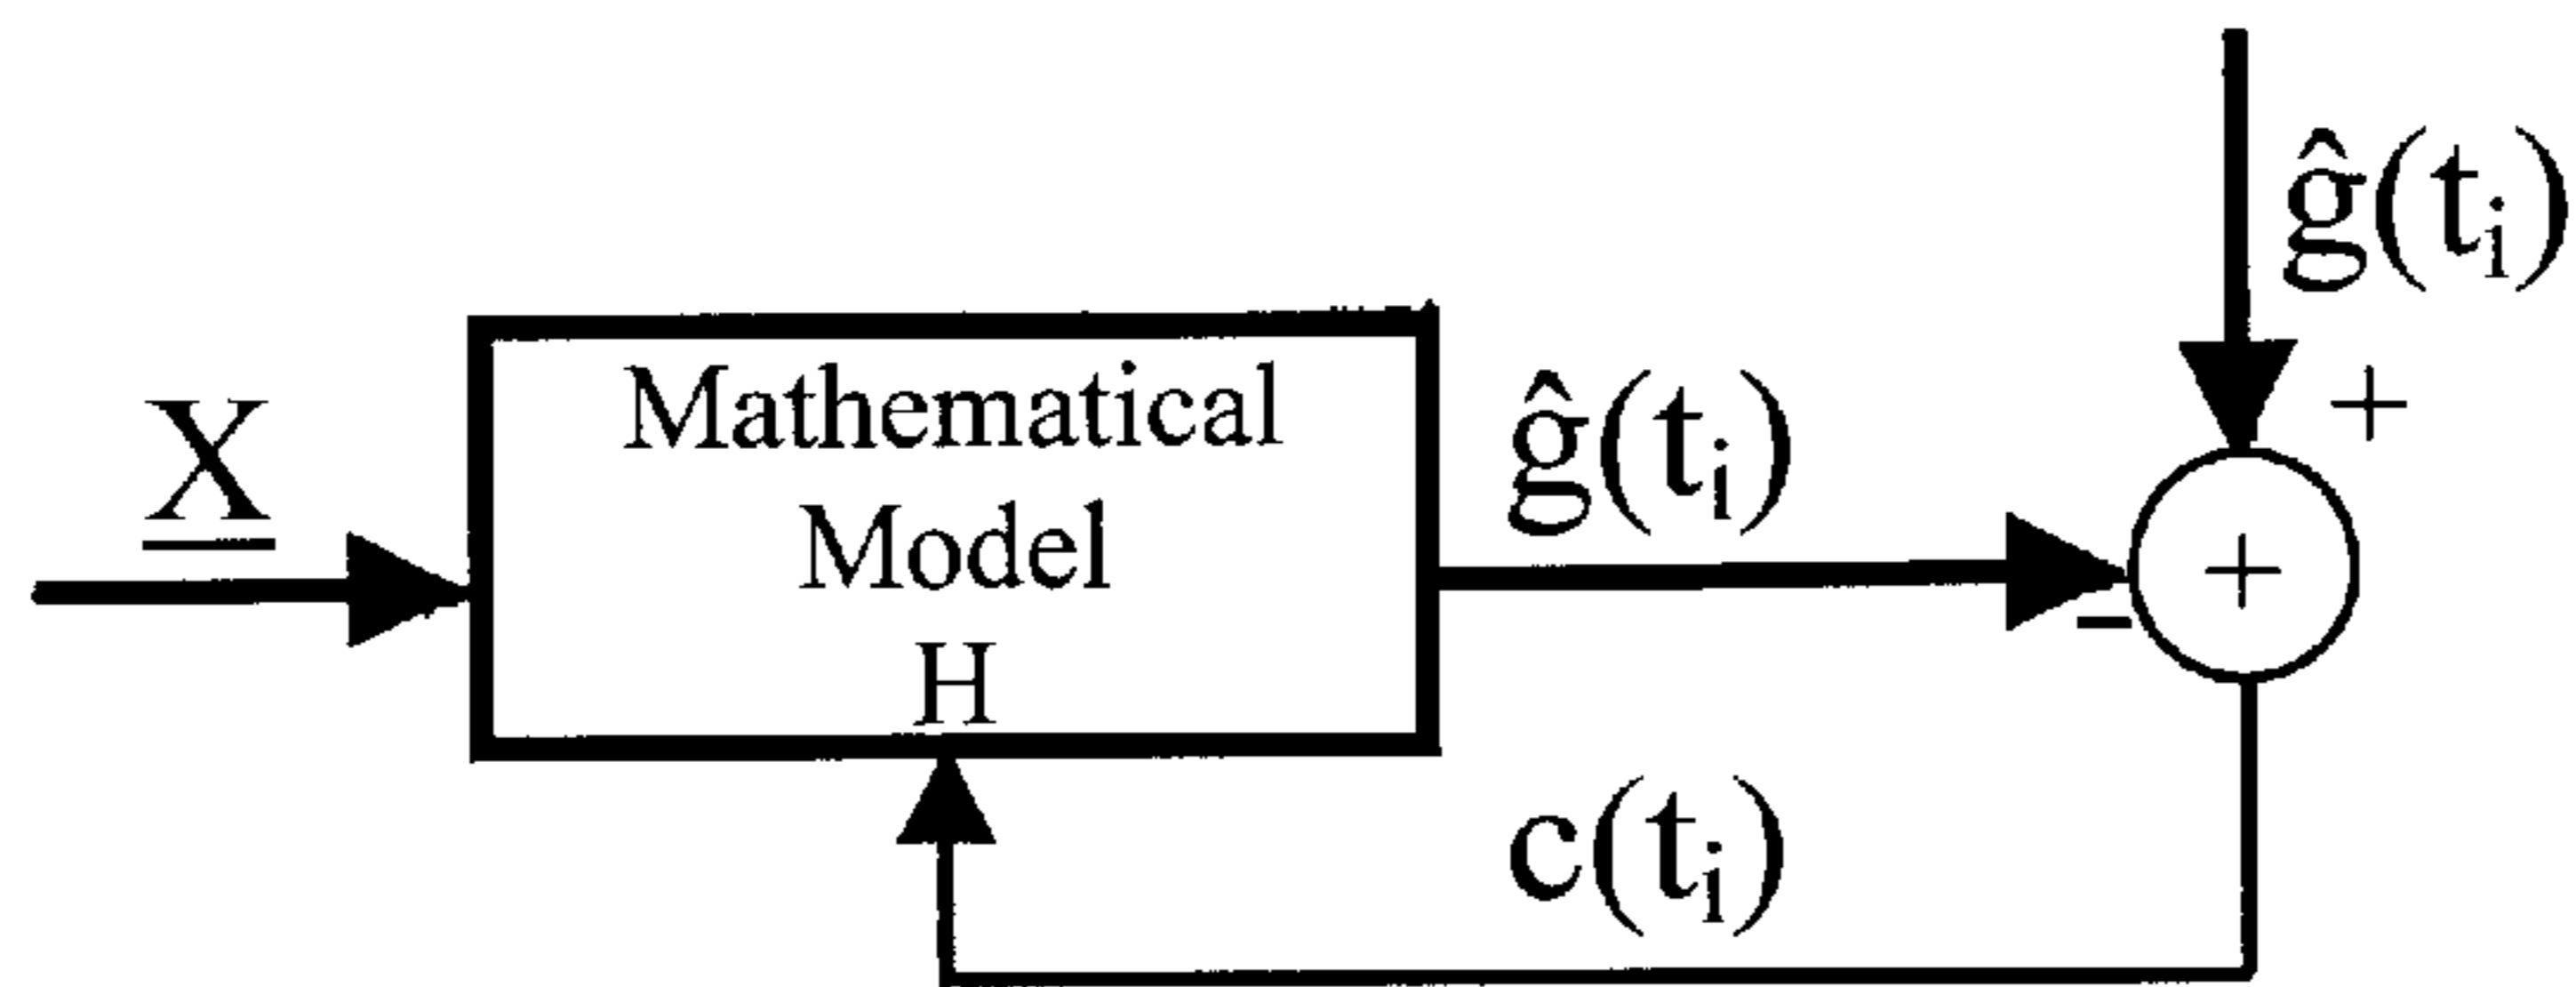 X
Mathematical
Model
H
ĝ(tᵢ)
ĝ(tᵢ)
+
+
−
c(tᵢ)